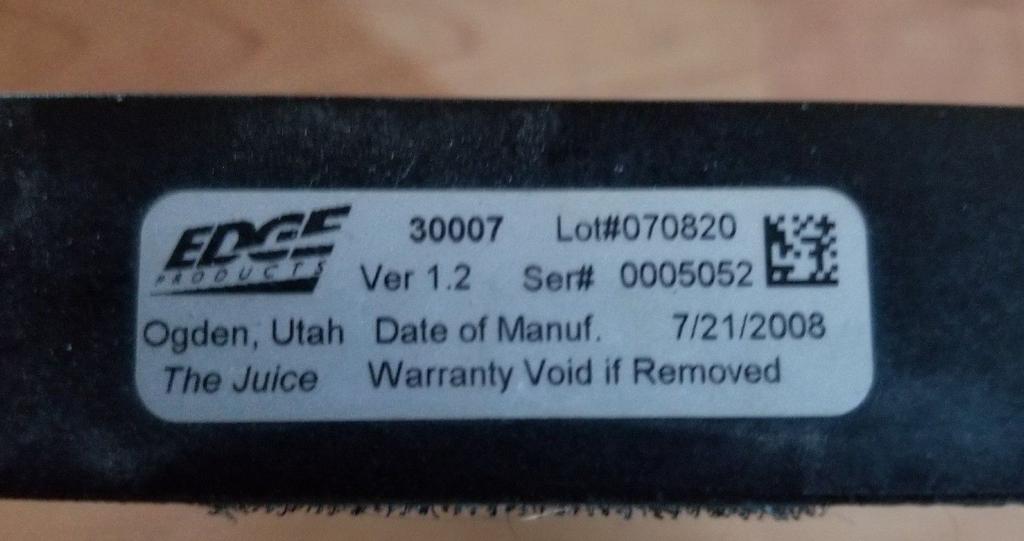 EDGE 30007 Lot#070820
PRODUCTS Ver 1.2 Ser# 0005052
Ogden, Utah Date of Manuf. 7/21/2008
The Juice Warranty Void if Removed